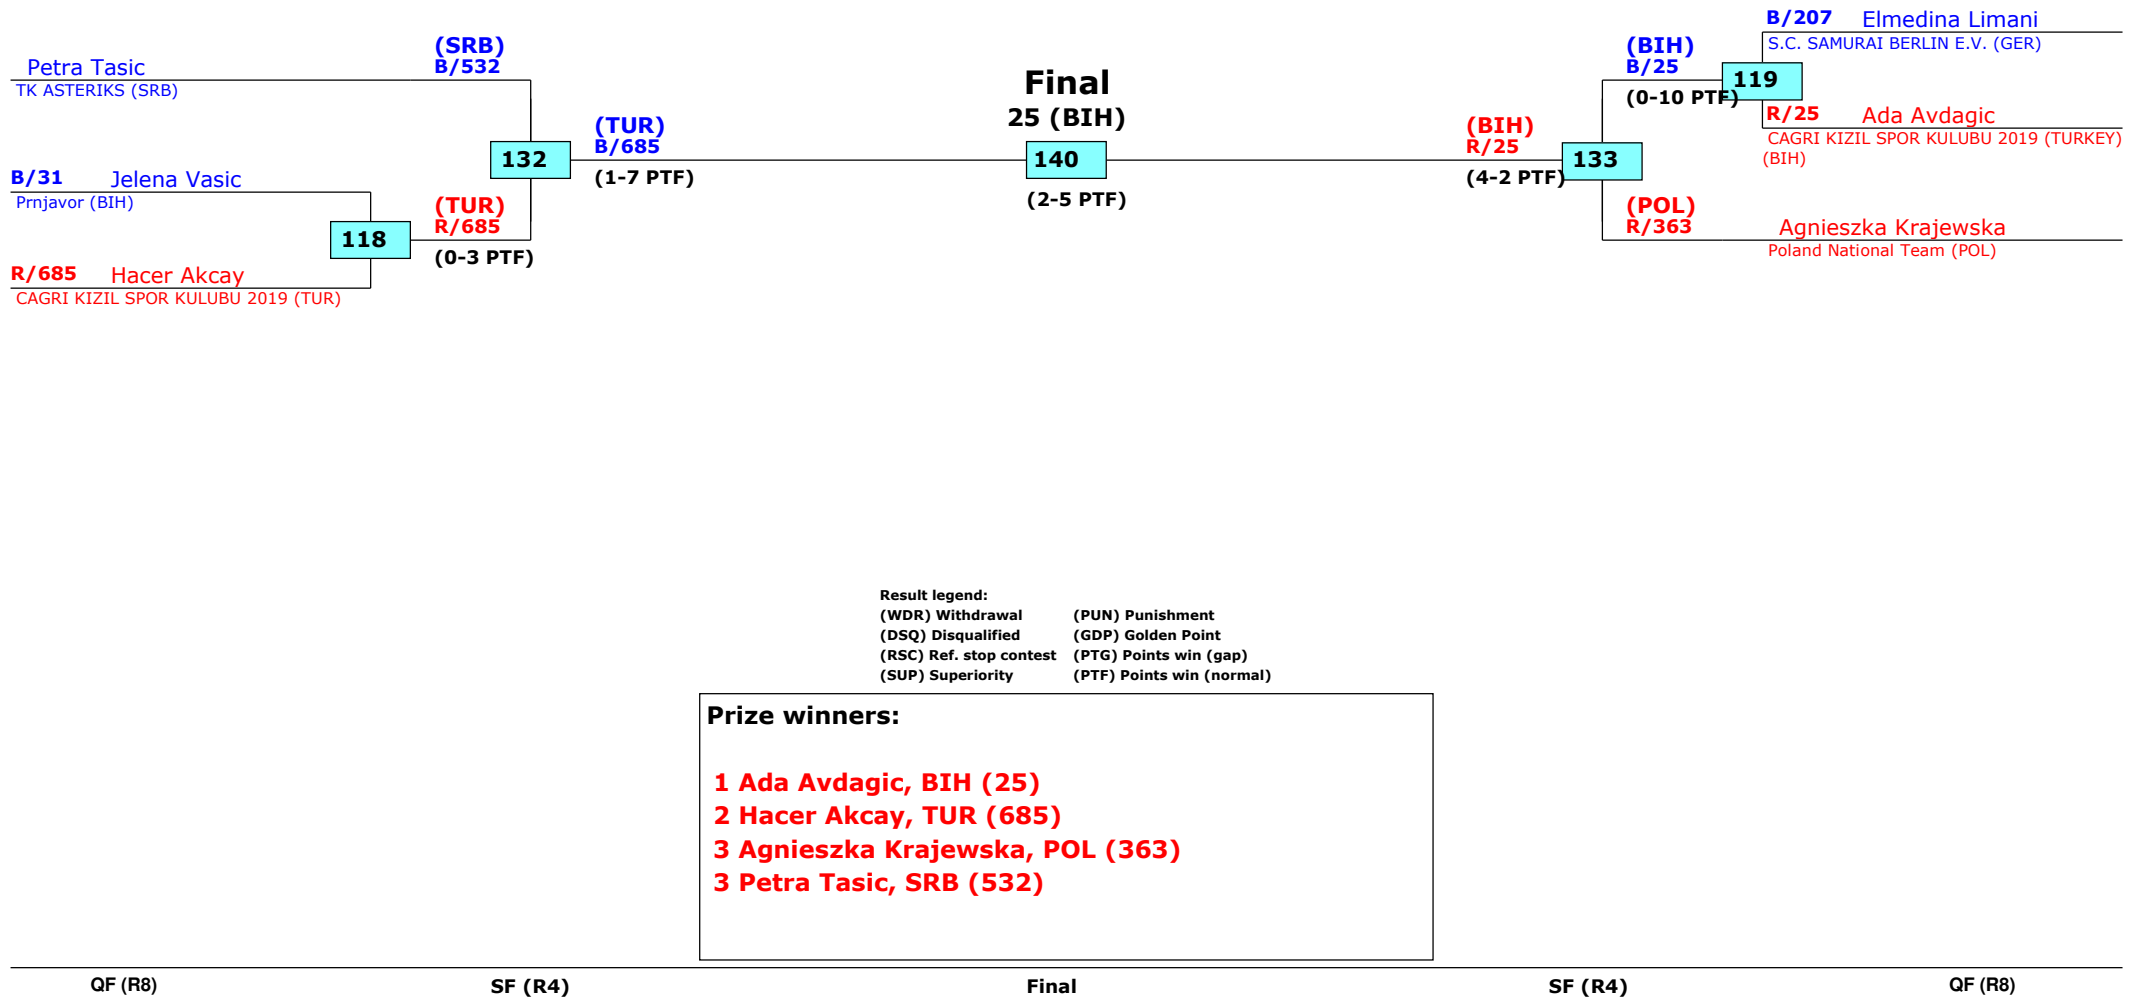 Petra Tasic
TK ASTERIKS (SRB)
B/31 Jelena Vasic
Prnjavor (BIH)
118
R/685 Hacer Akcay
CAGRI KIZIL SPOR KULUBU 2019 (TUR)
(SRB)
B/532
132
(TUR)
R/685
(0-3 PTF)
(TUR)
B/685
(1-7 PTF)
Final
25 (BIH)
140
(2-5 PTF)
(BIH)
R/25
(4-2 PTF)
133
(BIH)
B/25
(0-10 PTF)
(POL)
R/363
B/207 Elmedina Limani
S.C. SAMURAI BERLIN E.V. (GER)
119
R/25 Ada Avdagic
CAGRI KIZIL SPOR KULUBU 2019 (TURKEY)
(BIH)
Agnieszka Krajewska
Poland National Team (POL)
Result legend:
(WDR) Withdrawal (PUN) Punishment
(DSQ) Disqualified (GDP) Golden Point
(RSC) Ref. stop contest (PTG) Points win (gap)
(SUP) Superiority (PTF) Points win (normal)
Prize winners:
1 Ada Avdagic, BIH (25)
2 Hacer Akcay, TUR (685)
3 Agnieszka Krajewska, POL (363)
3 Petra Tasic, SRB (532)
QF (R8) SF (R4) Final SF (R4) QF (R8)